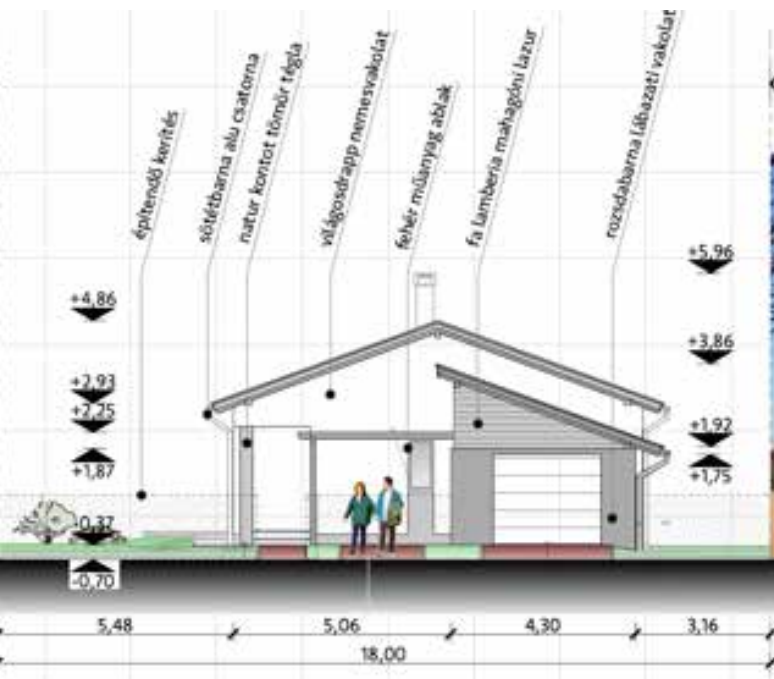 építendő kerítés
sötétbarna alu csatorna
natur kontot tömör tégla
világosdrapp nemesvakolat
fehér műanyag ablak
fa lamberia mahagóni lazur
rozsdabarna lábazati vakolat
+4,86
+2,93
+2,25
+1,87
-0,37
-0,70
+5,96
+3,86
+1,92
+1,75
5,48
5,06
4,30
3,16
18,00